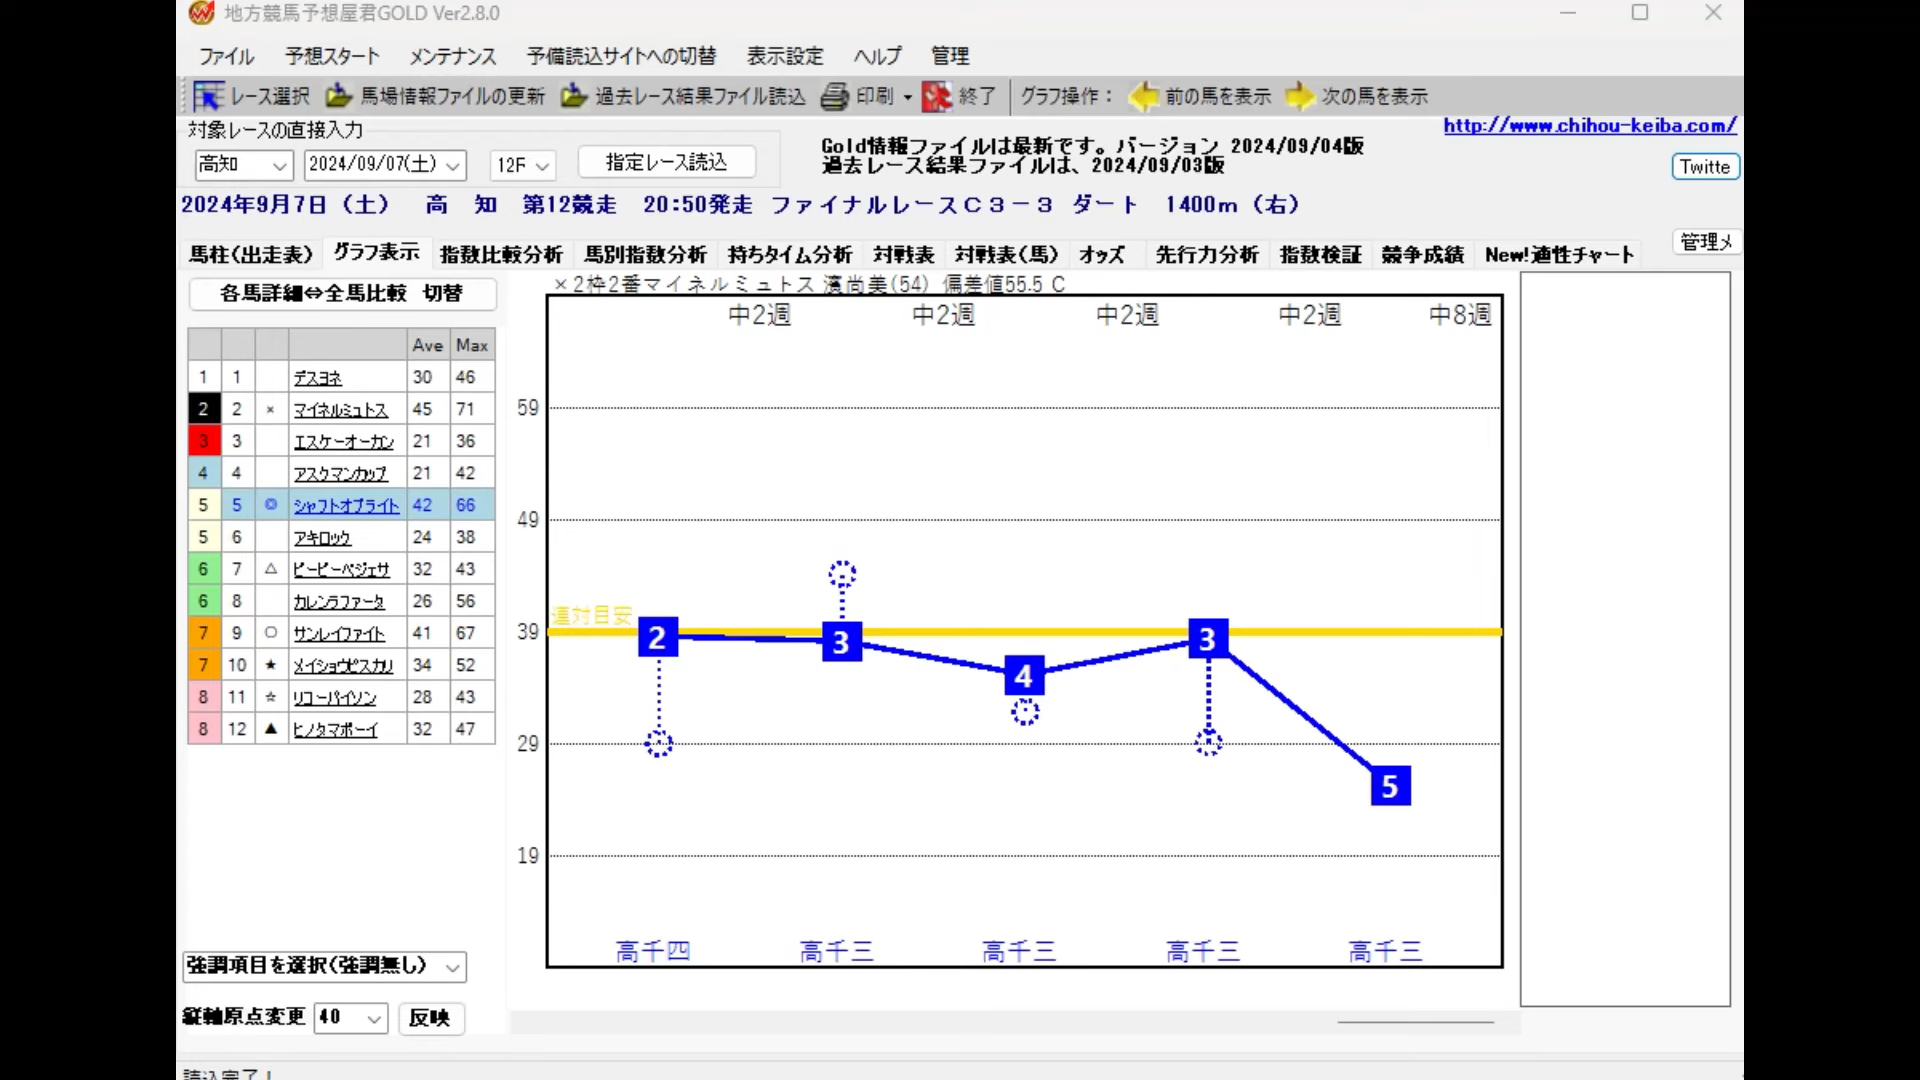 地方競馬予想屋君GOLD Ver2.8.0
ファイル 予想スタート メンテナンス 予備読込サイトへの切替 表示設定 ヘルプ 管理
レース選択 馬場情報ファイルの更新 過去レース結果ファイル読込 印刷 終了 グラフ操作： 前の馬を表示 次の馬を表示
対象レースの直接入力
http://www.chihou-keiba.com/
高知 2024/09/07(土) 12R 指定レース読込
Gold情報ファイルは最新です。バージョン 2024/09/04版
過去レース結果ファイルは、2024/09/03版
Twitte
2024年9月7日（土） 高 知 第12競走 20:50発走 ファイナルレースＣ３－３ ダート 1400m（右）
馬柱(出走表) グラフ表示 指数比較分析 馬別指数分析 持ちタイム分析 対戦表 対戦表(馬) オッズ 先行力分析 指数検証 競争成績 New!適性チャート
管理メ
各馬詳細⇔全馬比較 切替
×2枠2番マイネルミュトス 濱尚美(54) 偏差値55.5 C
中2週 中2週 中2週 中2週 中8週
Ave Max
1 1 デスヨネ 30 46
2 2 × マイネルミュトス 45 71
3 3 エスケーオーカン 21 36
4 4 アスクマンカップ 21 42
5 5 ◎ シャフトオブライト 42 66
5 6 アキロック 24 38
6 7 △ ピーピーベジェサ 32 43
6 8 カレンラファータ 26 56
7 9 ○ サンレイファイト 41 67
7 10 ★ メイショウピスカリ 34 52
8 11 ☆ リコーパイソン 28 43
8 12 ▲ ヒノタマボーイ 32 47
59
49
連対目安
39
29
19
2 3 4 3 5
高千四 高千三 高千三 高千三 高千三
強調項目を選択(強調無し)
縦軸原点変更 40 反映
読込完了！